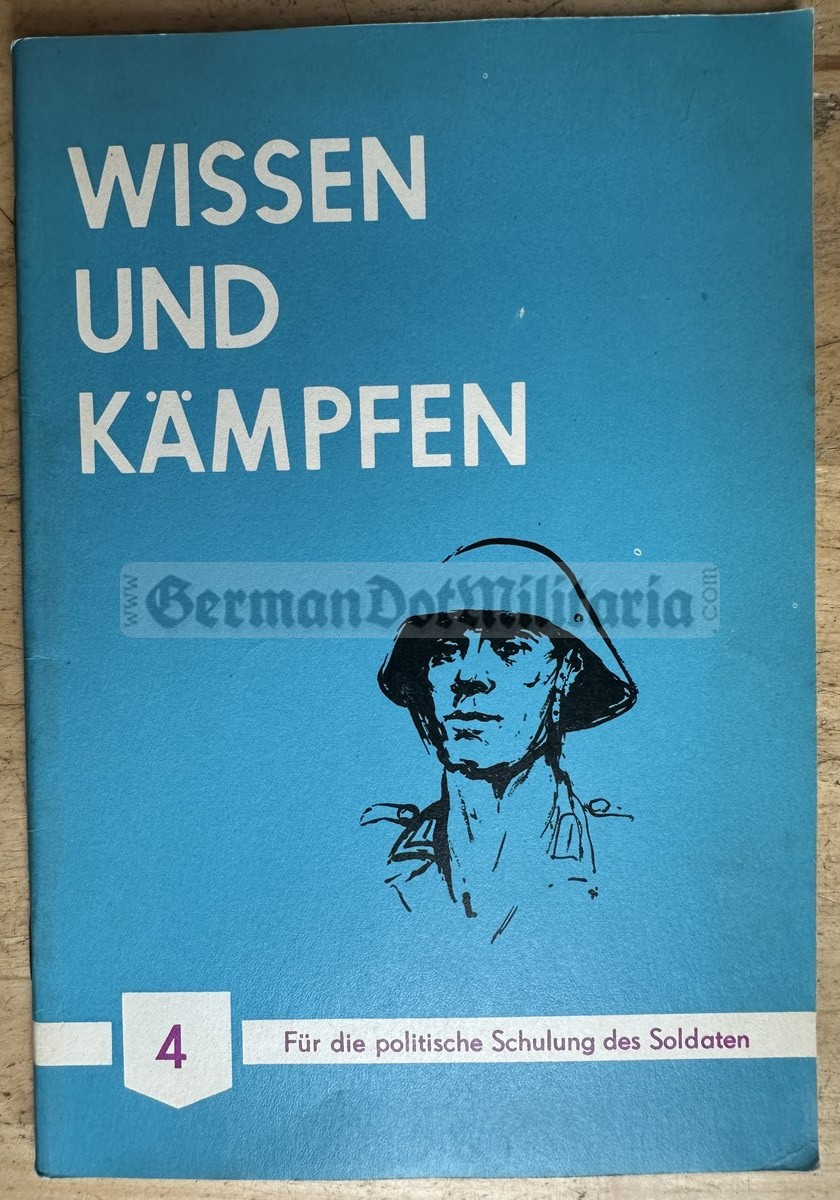 WISSEN
UND
KÄMPFEN
www.GermanDotMilitaria.com
4
Für die politische Schulung des Soldaten